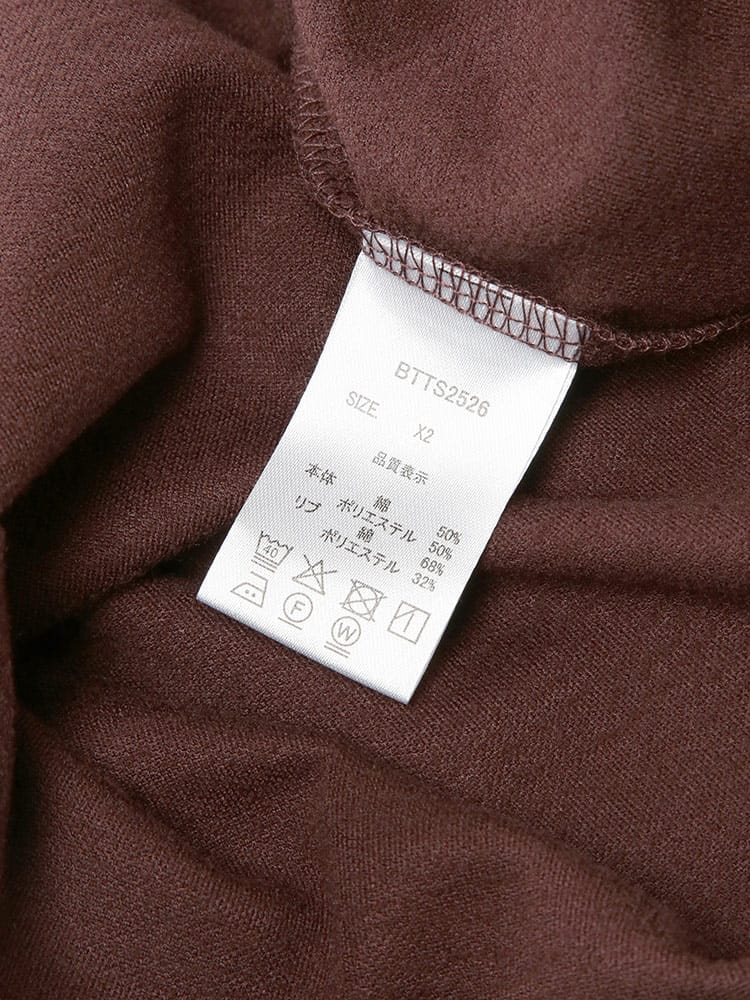 BTTS2526
SIZE. X2
品質表示
本体 綿 50%
ポリエステル 50%
リブ 綿 68%
ポリエステル 32%
40
F
W